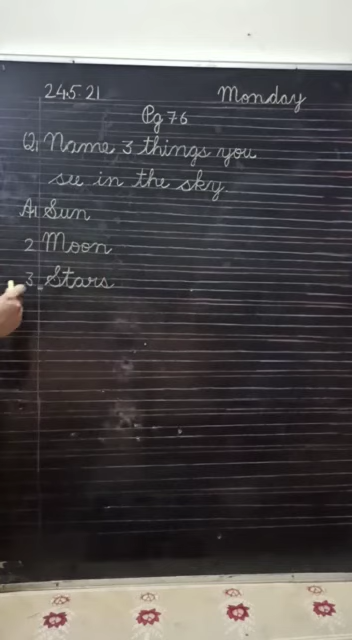 24.5.21 Monday
Pg 76
Q1 Name 3 things you
see in the sky.
A1 Sun
2 Moon
3. Stars